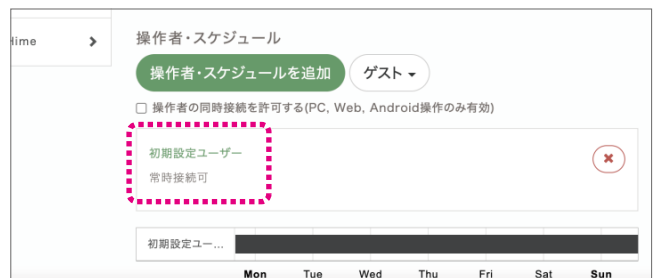 操作者・スケジュール
Hime
操作者・スケジュールを追加 ゲスト
操作者の同時接続を許可する(PC, Web, Android操作のみ有効)
初期設定ユーザー
常時接続可
初期設定ユー...
Mon Tue Wed Thu Fri Sat Sun